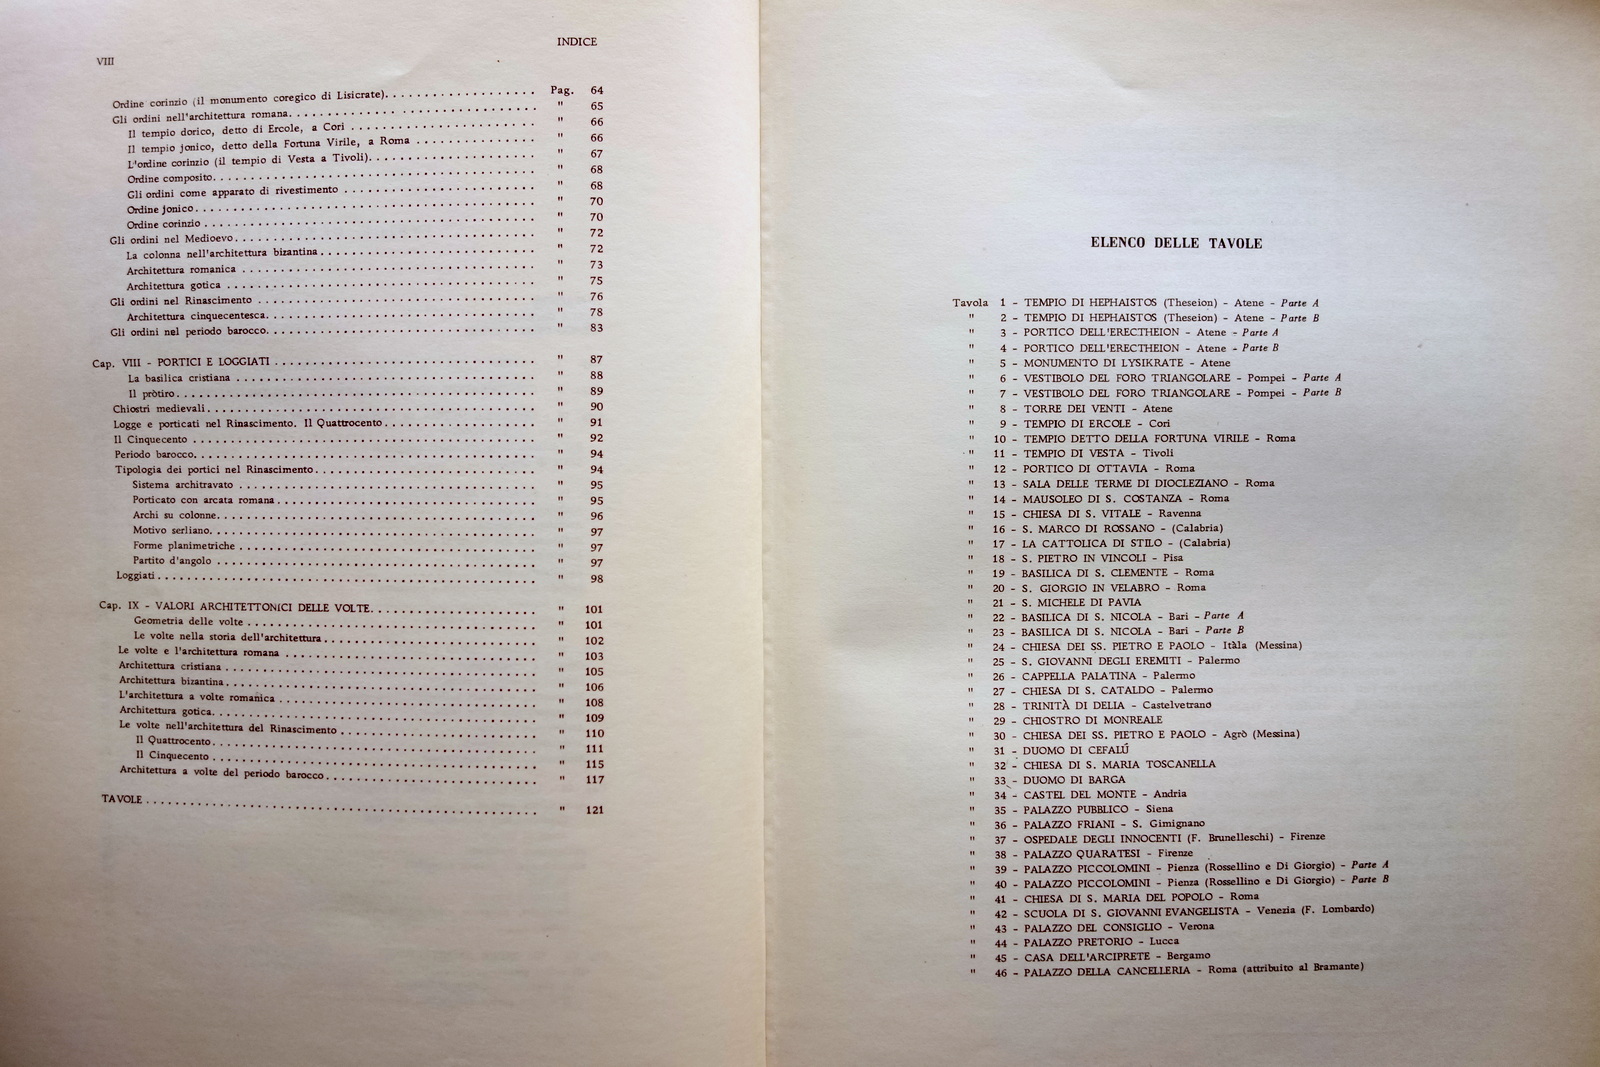 INDICE
VIII
Ordine corinzio (il monumento coregico di Lisicrate). . . . . . . . . . . . . . . . . . Pag. 64
Gli ordini nell'architettura romana. . . . . . . . . . . . . . . . . . . . . . . . . . . " 65
Il tempio dorico, detto di Ercole, a Cori . . . . . . . . . . . . . . . . . . . . . " 66
Il tempio jonico, detto della Fortuna Virile, a Roma . . . . . . . . . . . . . . " 66
L'ordine corinzio (il tempio di Vesta a Tivoli). . . . . . . . . . . . . . . . . . " 67
Ordine composito. . . . . . . . . . . . . . . . . . . . . . . . . . . . . . . . . . " 68
Gli ordini come apparato di rivestimento . . . . . . . . . . . . . . . . . . . . . " 68
Ordine jonico. . . . . . . . . . . . . . . . . . . . . . . . . . . . . . . . . . . . " 70
Ordine corinzio . . . . . . . . . . . . . . . . . . . . . . . . . . . . . . . . . . . " 70
Gli ordini nel Medioevo. . . . . . . . . . . . . . . . . . . . . . . . . . . . . . . . " 72
La colonna nell'architettura bizantina. . . . . . . . . . . . . . . . . . . . . . . " 72
Architettura romanica . . . . . . . . . . . . . . . . . . . . . . . . . . . . . . . " 73
Architettura gotica . . . . . . . . . . . . . . . . . . . . . . . . . . . . . . . . . " 75
Gli ordini nel Rinascimento . . . . . . . . . . . . . . . . . . . . . . . . . . . . . " 76
Architettura cinquecentesca. . . . . . . . . . . . . . . . . . . . . . . . . . . . " 78
Gli ordini nel periodo barocco. . . . . . . . . . . . . . . . . . . . . . . . . . . . " 83
Cap. VIII - PORTICI E LOGGIATI . . . . . . . . . . . . . . . . . . . . . . . . . . . . " 87
La basilica cristiana . . . . . . . . . . . . . . . . . . . . . . . . . . . . . . . . " 88
Il pròtiro. . . . . . . . . . . . . . . . . . . . . . . . . . . . . . . . . . . . . . " 89
Chiostri medievali. . . . . . . . . . . . . . . . . . . . . . . . . . . . . . . . . . . " 90
Logge e porticati nel Rinascimento. Il Quattrocento. . . . . . . . . . . . . . . . " 91
Il Cinquecento . . . . . . . . . . . . . . . . . . . . . . . . . . . . . . . . . . . . " 92
Periodo barocco. . . . . . . . . . . . . . . . . . . . . . . . . . . . . . . . . . . . " 94
Tipologia dei portici nel Rinascimento. . . . . . . . . . . . . . . . . . . . . . . . " 94
Sistema architravato . . . . . . . . . . . . . . . . . . . . . . . . . . . . . . . . " 95
Porticato con arcata romana . . . . . . . . . . . . . . . . . . . . . . . . . . . . " 95
Archi su colonne. . . . . . . . . . . . . . . . . . . . . . . . . . . . . . . . . . " 96
Motivo serliano. . . . . . . . . . . . . . . . . . . . . . . . . . . . . . . . . . . " 97
Forme planimetriche . . . . . . . . . . . . . . . . . . . . . . . . . . . . . . . . " 97
Partito d'angolo . . . . . . . . . . . . . . . . . . . . . . . . . . . . . . . . . . " 97
Loggiati . . . . . . . . . . . . . . . . . . . . . . . . . . . . . . . . . . . . . . . . " 98
Cap. IX - VALORI ARCHITETTONICI DELLE VOLTE. . . . . . . . . . . . . . . . . . " 101
Geometria delle volte . . . . . . . . . . . . . . . . . . . . . . . . . . . . . . . " 101
Le volte nella storia dell'architettura. . . . . . . . . . . . . . . . . . . . . . . " 102
Le volte e l'architettura romana . . . . . . . . . . . . . . . . . . . . . . . . . . " 103
Architettura cristiana . . . . . . . . . . . . . . . . . . . . . . . . . . . . . . . . " 105
Architettura bizantina. . . . . . . . . . . . . . . . . . . . . . . . . . . . . . . . " 106
L'architettura a volte romanica . . . . . . . . . . . . . . . . . . . . . . . . . . . " 108
Architettura gotica. . . . . . . . . . . . . . . . . . . . . . . . . . . . . . . . . . " 109
Le volte nell'architettura del Rinascimento . . . . . . . . . . . . . . . . . . . . " 110
Il Quattrocento. . . . . . . . . . . . . . . . . . . . . . . . . . . . . . . . . . . " 111
Il Cinquecento . . . . . . . . . . . . . . . . . . . . . . . . . . . . . . . . . . . " 115
Architettura a volte del periodo barocco. . . . . . . . . . . . . . . . . . . . . . . " 117
TAVOLE . . . . . . . . . . . . . . . . . . . . . . . . . . . . . . . . . . . . . . . . . " 121
ELENCO DELLE TAVOLE
Tavola 1 - TEMPIO DI HEPHAISTOS (Theseion) - Atene - Parte A
" 2 - TEMPIO DI HEPHAISTOS (Theseion) - Atene - Parte B
" 3 - PORTICO DELL'ERECTHEION - Atene - Parte A
" 4 - PORTICO DELL'ERECTHEION - Atene - Parte B
" 5 - MONUMENTO DI LYSIKRATE - Atene
" 6 - VESTIBOLO DEL FORO TRIANGOLARE - Pompei - Parte A
" 7 - VESTIBOLO DEL FORO TRIANGOLARE - Pompei - Parte B
" 8 - TORRE DEI VENTI - Atene
" 9 - TEMPIO DI ERCOLE - Cori
" 10 - TEMPIO DETTO DELLA FORTUNA VIRILE - Roma
" 11 - TEMPIO DI VESTA - Tivoli
" 12 - PORTICO DI OTTAVIA - Roma
" 13 - SALA DELLE TERME DI DIOCLEZIANO - Roma
" 14 - MAUSOLEO DI S. COSTANZA - Roma
" 15 - CHIESA DI S. VITALE - Ravenna
" 16 - S. MARCO DI ROSSANO - (Calabria)
" 17 - LA CATTOLICA DI STILO - (Calabria)
" 18 - S. PIETRO IN VINCOLI - Pisa
" 19 - BASILICA DI S. CLEMENTE - Roma
" 20 - S. GIORGIO IN VELABRO - Roma
" 21 - S. MICHELE DI PAVIA
" 22 - BASILICA DI S. NICOLA - Bari - Parte A
" 23 - BASILICA DI S. NICOLA - Bari - Parte B
" 24 - CHIESA DEI SS. PIETRO E PAOLO - Itàla (Messina)
" 25 - S. GIOVANNI DEGLI EREMITI - Palermo
" 26 - CAPPELLA PALATINA - Palermo
" 27 - CHIESA DI S. CATALDO - Palermo
" 28 - TRINITÀ DI DELIA - Castelvetrano
" 29 - CHIOSTRO DI MONREALE
" 30 - CHIESA DEI SS. PIETRO E PAOLO - Agrò (Messina)
" 31 - DUOMO DI CEFALÚ
" 32 - CHIESA DI S. MARIA TOSCANELLA
" 33 - DUOMO DI BARGA
" 34 - CASTEL DEL MONTE - Andria
" 35 - PALAZZO PUBBLICO - Siena
" 36 - PALAZZO FRIANI - S. Gimignano
" 37 - OSPEDALE DEGLI INNOCENTI (F. Brunelleschi) - Firenze
" 38 - PALAZZO QUARATESI - Firenze
" 39 - PALAZZO PICCOLOMINI - Pienza (Rossellino e Di Giorgio) - Parte A
" 40 - PALAZZO PICCOLOMINI - Pienza (Rossellino e Di Giorgio) - Parte B
" 41 - CHIESA DI S. MARIA DEL POPOLO - Roma
" 42 - SCUOLA DI S. GIOVANNI EVANGELISTA - Venezia (F. Lombardo)
" 43 - PALAZZO DEL CONSIGLIO - Verona
" 44 - PALAZZO PRETORIO - Lucca
" 45 - CASA DELL'ARCIPRETE - Bergamo
" 46 - PALAZZO DELLA CANCELLERIA - Roma (attribuito al Bramante)